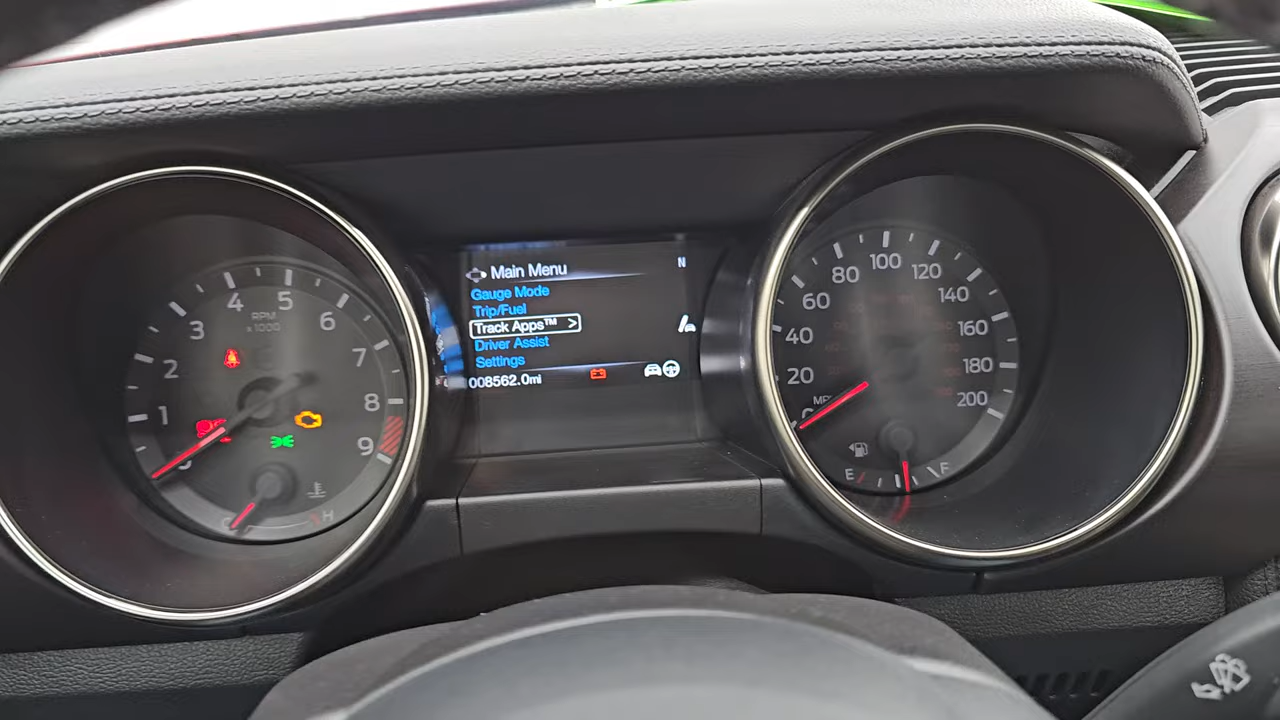 Main Menu
N
Gauge Mode
Trip/Fuel
Track Apps™ >
Driver Assist
Settings
008562.0mi
RPM
x1000
1
2
3
4
5
6
7
8
9
H
20
40
60
80
100
120
140
160
180
200
E
F